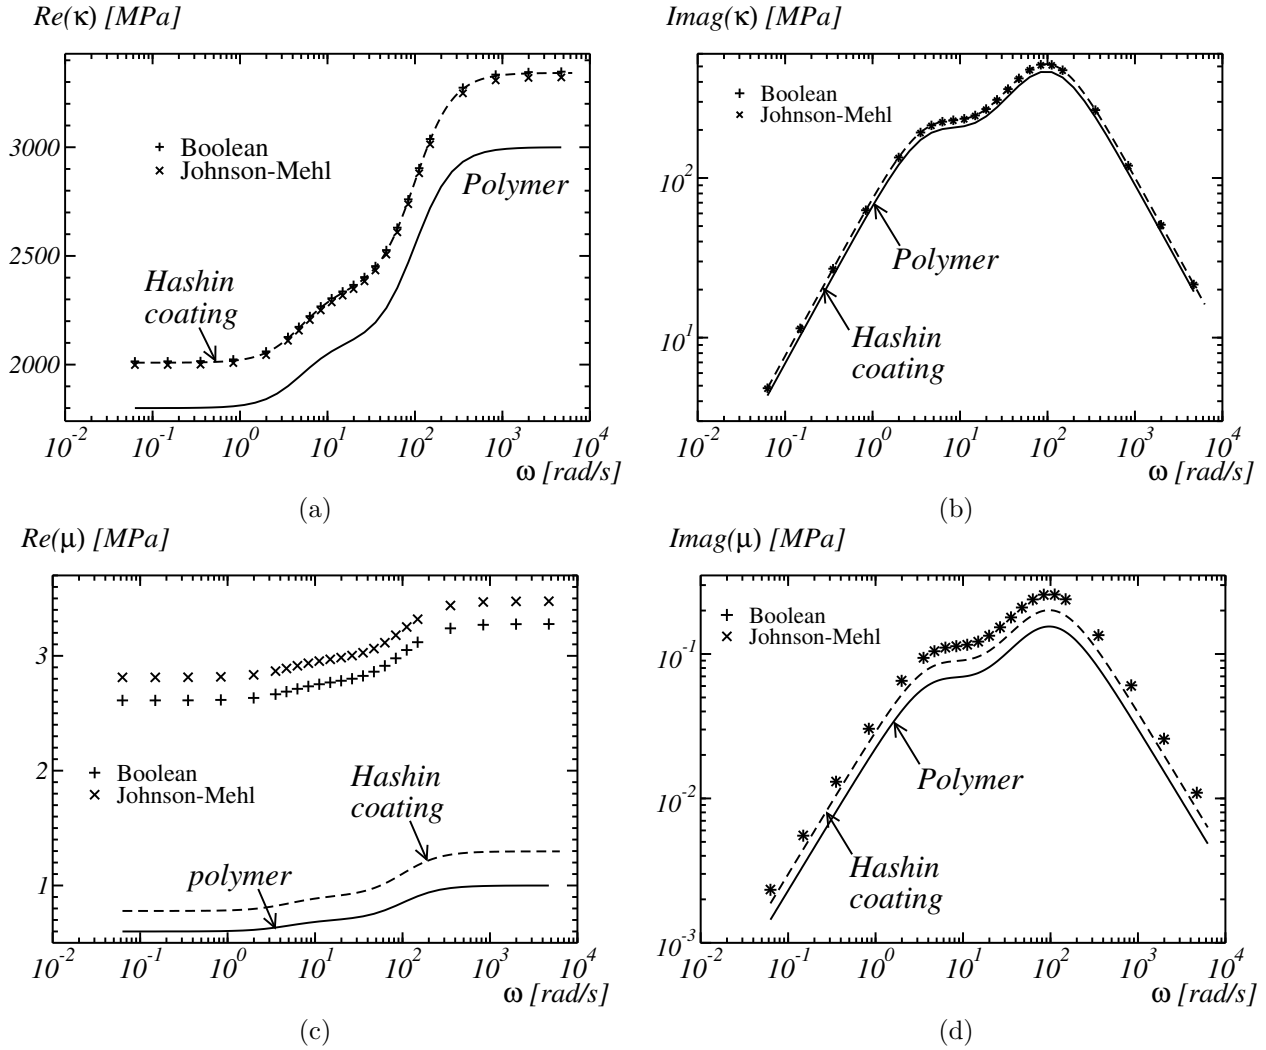 Re(κ) [MPa]
3000
2500
2000
+ Boolean
× Johnson-Mehl
Polymer
Hashin
coating
10^-2 10^-1 10^0 10^1 10^2 10^3 10^4
ω [rad/s]
(a)
Imag(κ) [MPa]
+ Boolean
× Johnson-Mehl
10^2
10^1
Polymer
Hashin
coating
10^-2 10^-1 10^0 10^1 10^2 10^3 10^4
ω [rad/s]
(b)
Re(μ) [MPa]
3
2
1
+ Boolean
× Johnson-Mehl
Hashin
coating
polymer
10^-2 10^-1 10^0 10^1 10^2 10^3 10^4
ω [rad/s]
(c)
Imag(μ) [MPa]
+ Boolean
× Johnson-Mehl
10^-1
10^-2
10^-3
Polymer
Hashin
coating
10^-2 10^-1 10^0 10^1 10^2 10^3 10^4
ω [rad/s]
(d)